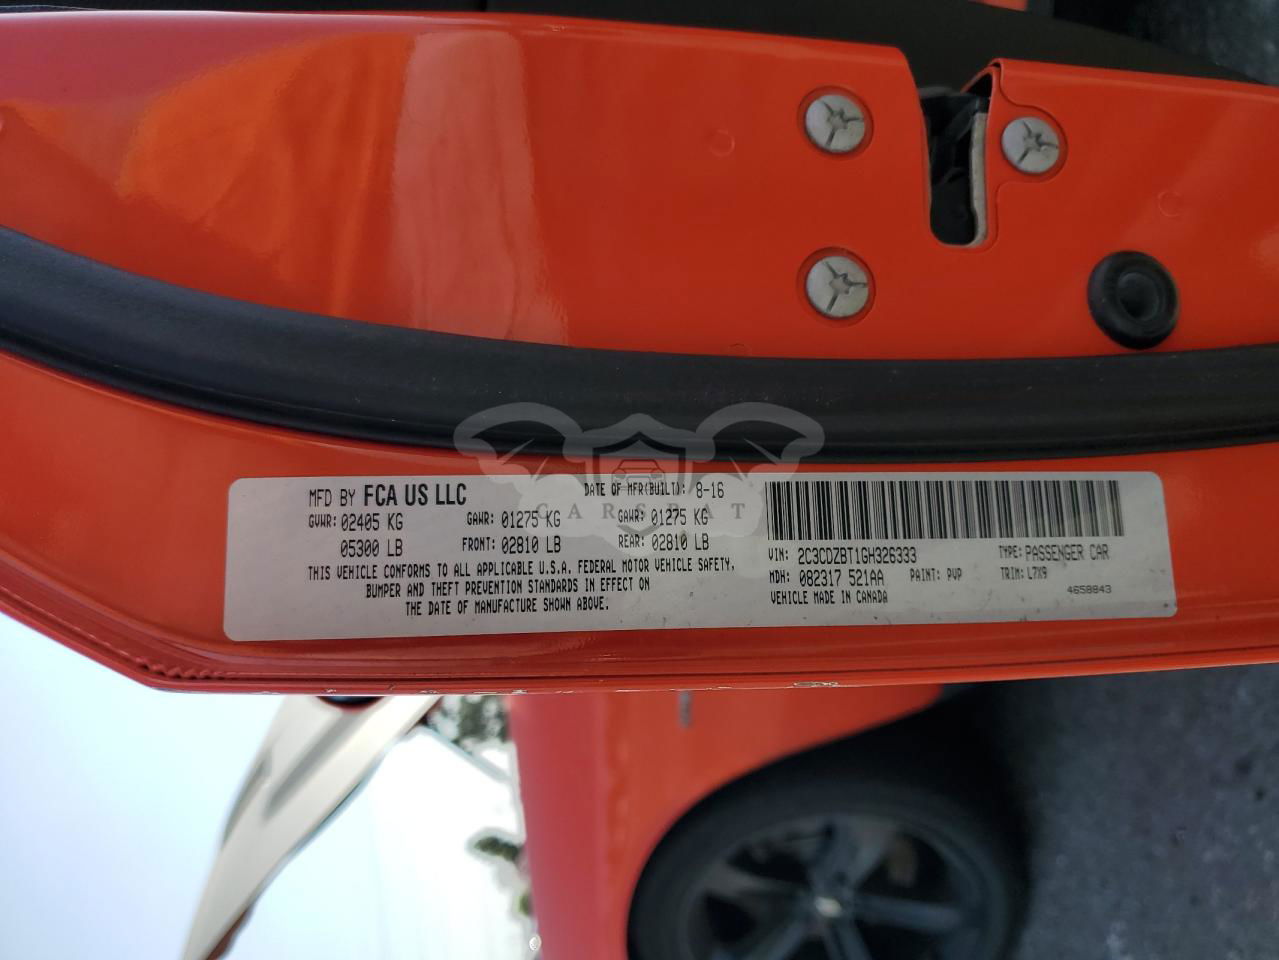 MFD BY FCA US LLC DATE OF MFR(BUILT): 8-16
GVWR: 02405 KG GAWR: 01275 KG GAWR: 01275 KG
05300 LB FRONT: 02810 LB REAR: 02810 LB
THIS VEHICLE CONFORMS TO ALL APPLICABLE U.S.A. FEDERAL MOTOR VEHICLE SAFETY,
BUMPER AND THEFT PREVENTION STANDARDS IN EFFECT ON
THE DATE OF MANUFACTURE SHOWN ABOVE.
VIN: 2C3CDZBT1GH326333 TYPE: PASSENGER CAR
MDH: 082317 521AA PAINT: PVP TRIM: L7X9
VEHICLE MADE IN CANADA 4658843
CARSTAT